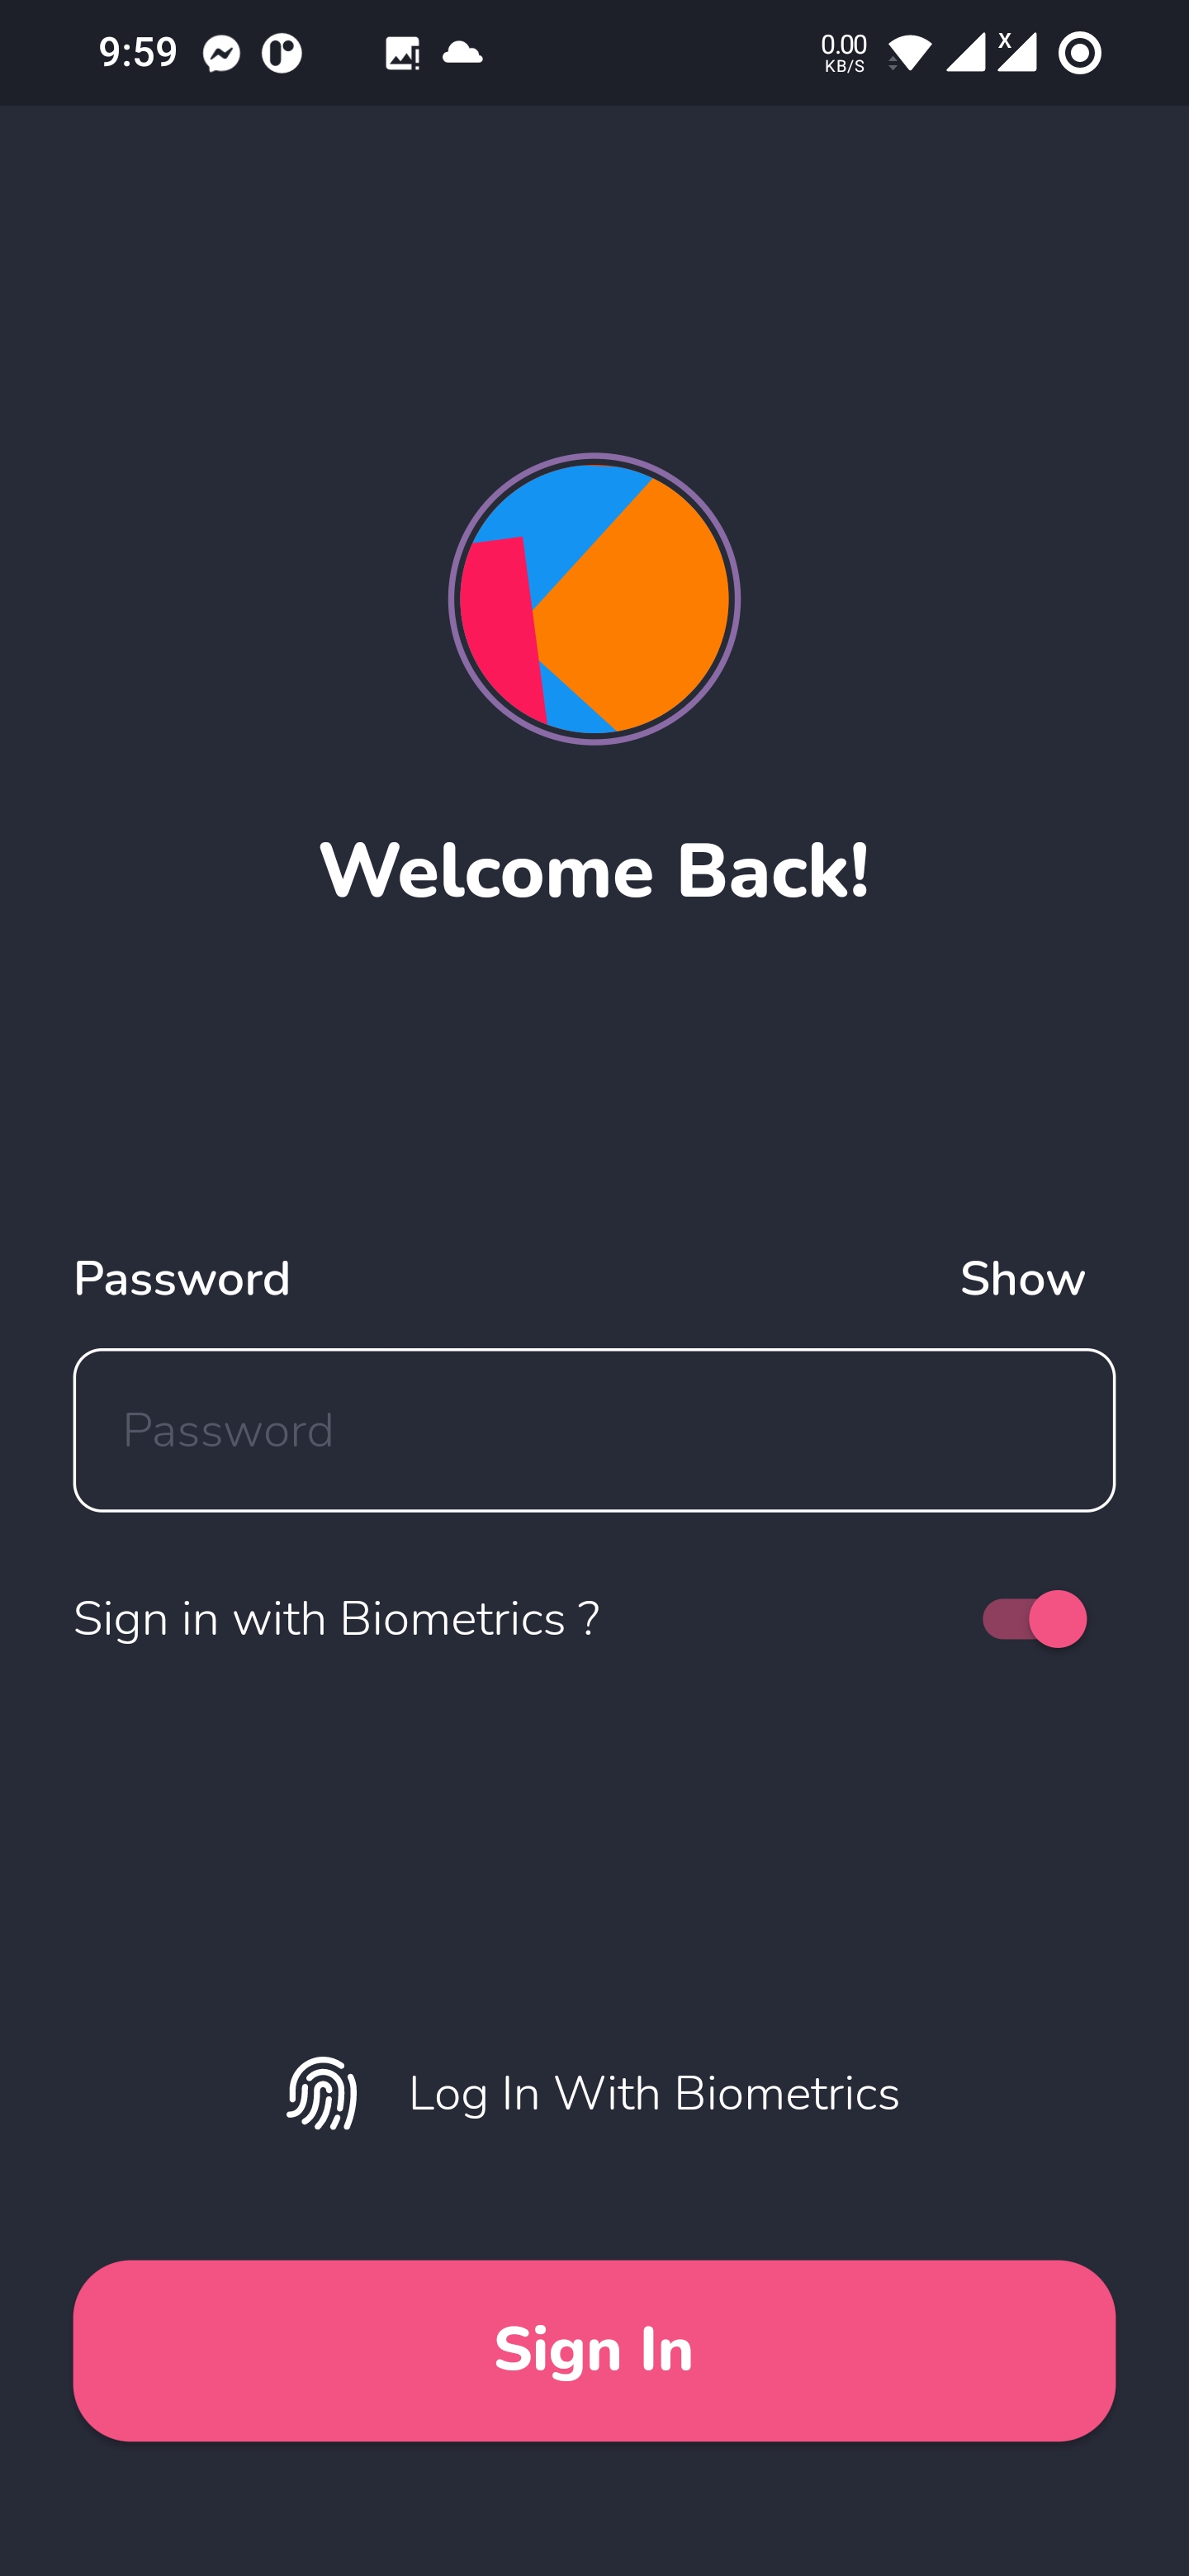 9:59
0.00
KB/S
X
Welcome Back!
Password Show
Password
Sign in with Biometrics ?
Log In With Biometrics
Sign In